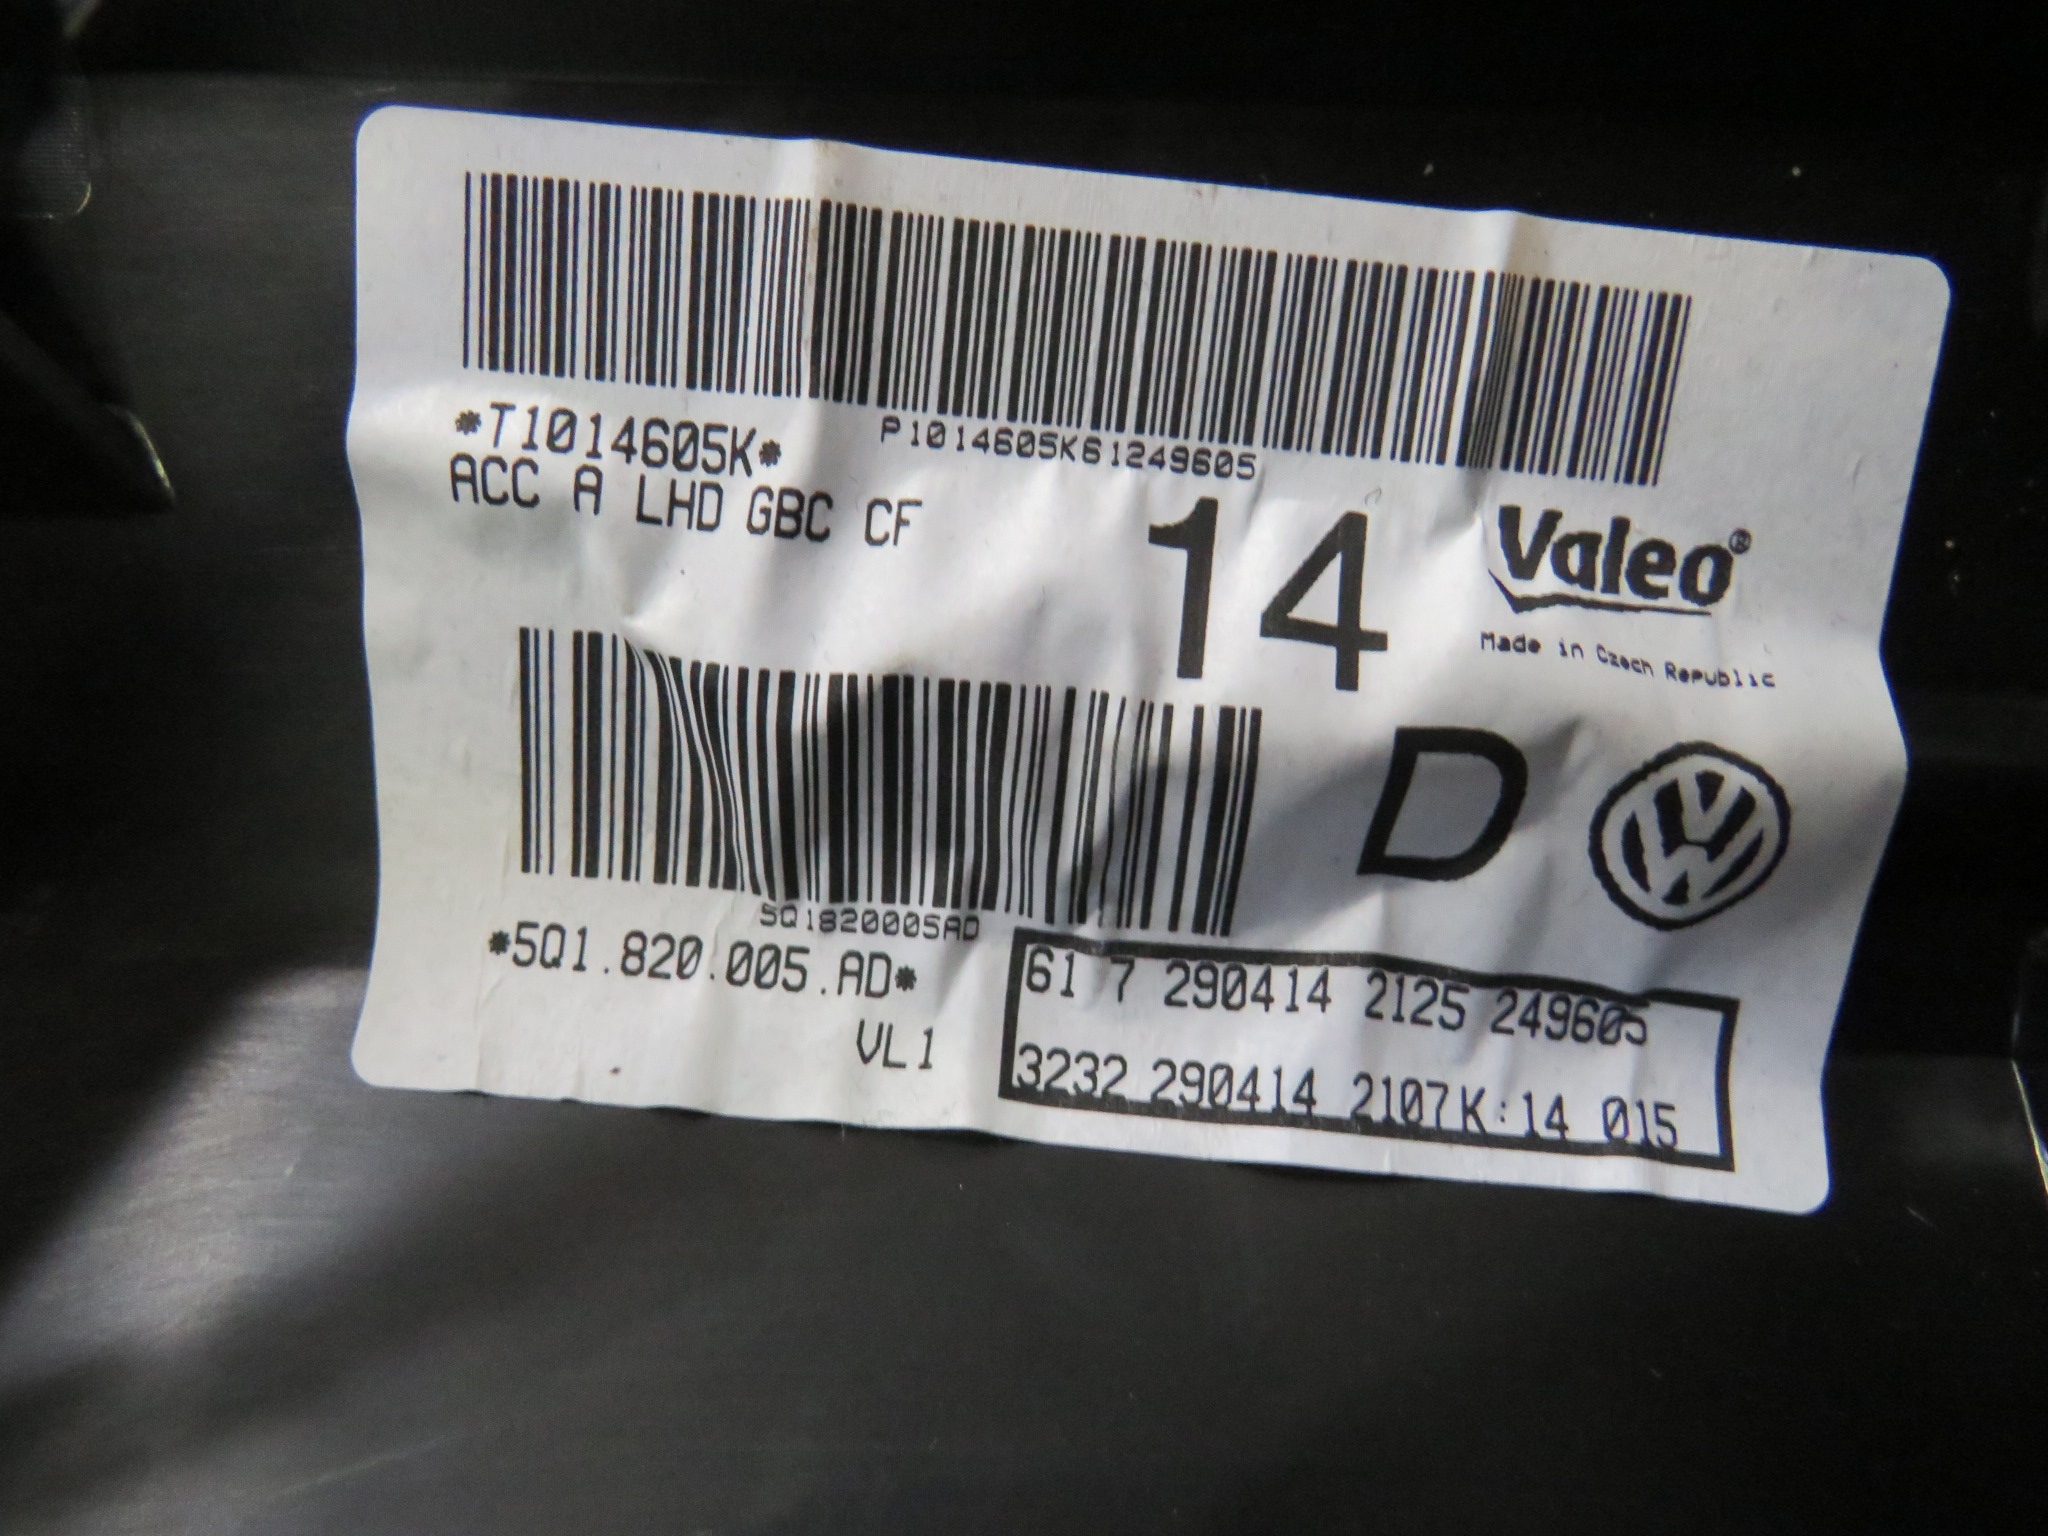 *T1014605K*
P1014605K61249605
ACC A LHD GBC CF
14
Valeo®
Made in Czech Republic
D
5Q1820005AD
*5Q1.820.005.AD*
VL1
61 7 290414 2125 249605
3232 290414 2107K:14 015